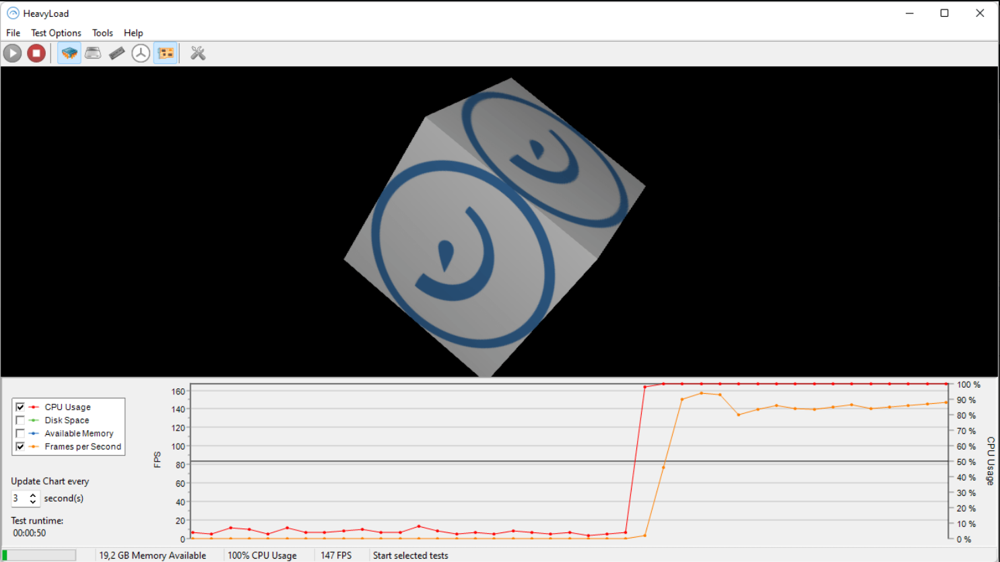 HeavyLoad
File Test Options Tools Help
CPU Usage
Disk Space
Available Memory
Frames per Second
Update Chart every
3 second(s)
Test runtime:
00:00:50
FPS
160
140
120
100
80
60
40
20
0
100 %
90 %
80 %
70 %
60 %
50 %
40 %
30 %
20 %
10 %
0 %
CPU Usage
19,2 GB Memory Available 100% CPU Usage 147 FPS Start selected tests